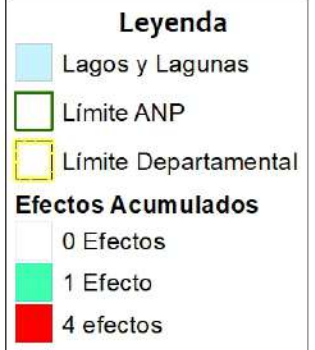 Leyenda
Lagos y Lagunas
Límite ANP
Límite Departamental
Efectos Acumulados
0 Efectos
1 Efecto
4 efectos